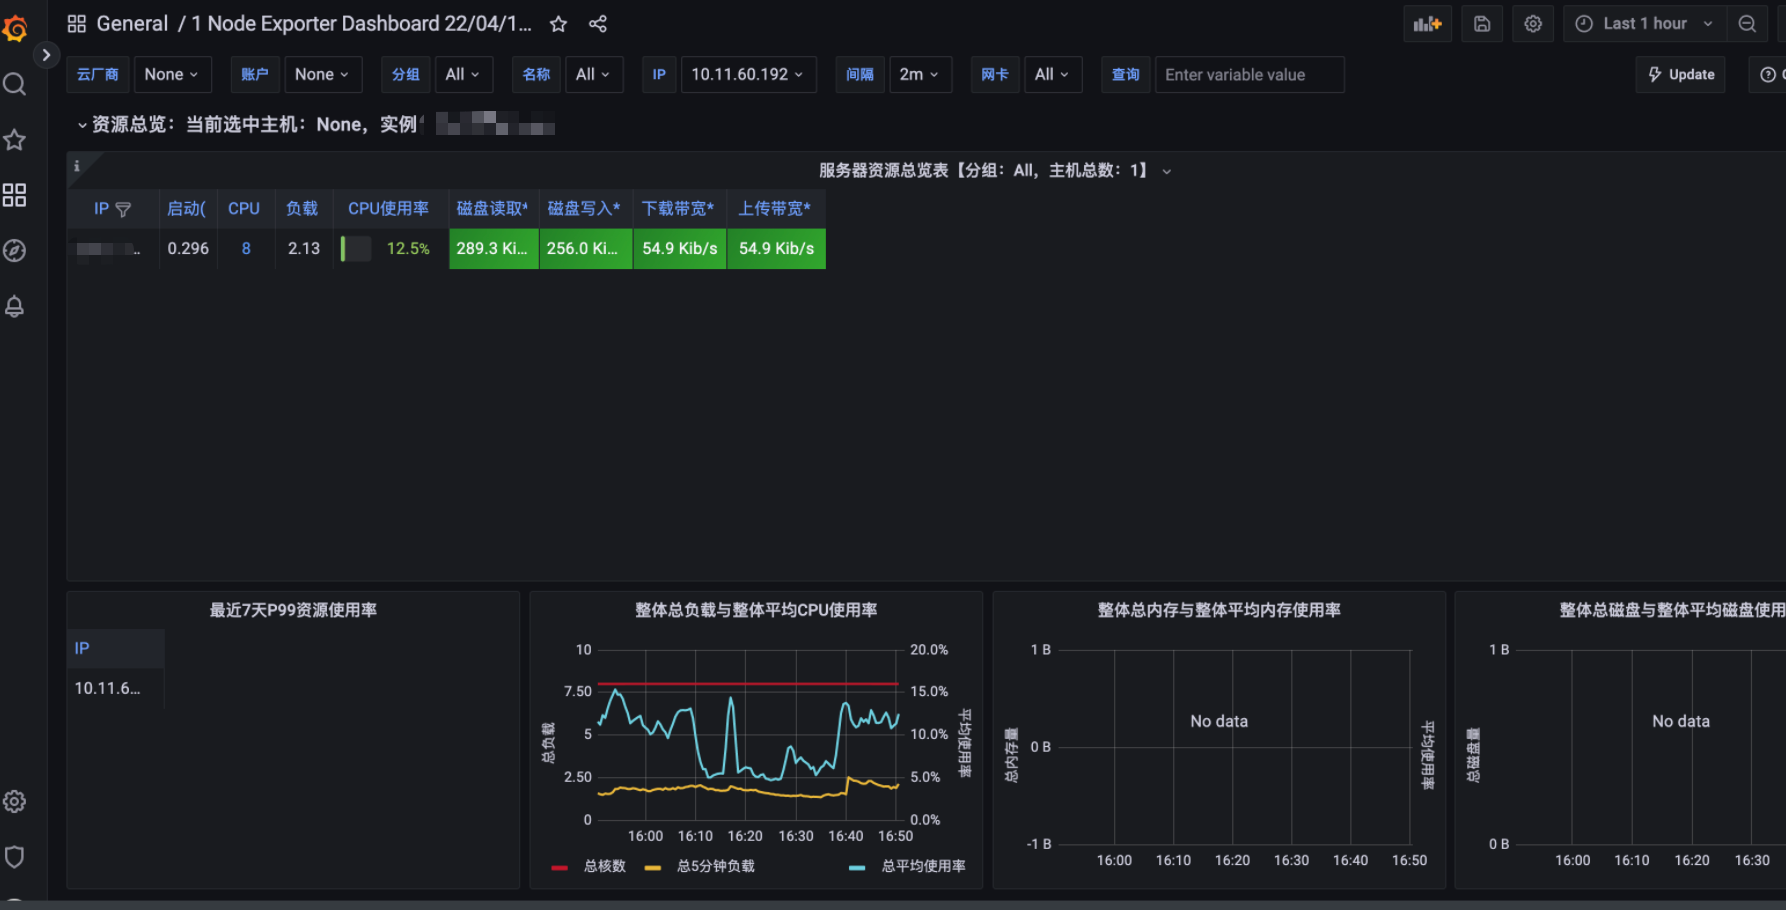 General / 1 Node Exporter Dashboard 22/04/1...
Last 1 hour
云厂商 None 账户 None 分组 All 名称 All IP 10.11.60.192 间隔 2m 网卡 All 查询 Enter variable value Update
资源总览：当前选中主机：None，实例
服务器资源总览表【分组：All，主机总数：1】
IP 启动( CPU 负载 CPU使用率 磁盘读取* 磁盘写入* 下载带宽* 上传带宽*
.. 0.296 8 2.13 12.5% 289.3 Ki... 256.0 Ki... 54.9 Kib/s 54.9 Kib/s
最近7天P99资源使用率
IP
10.11.6...
整体总负载与整体平均CPU使用率
10
7.50
5
2.50
0
总负载
20.0%
15.0%
10.0%
5.0%
0.0%
平均使用率
16:00 16:10 16:20 16:30 16:40 16:50
总核数 总5分钟负载 总平均使用率
整体总内存与整体平均内存使用率
1 B
0 B
-1 B
总内存量
No data
平均使用率
16:00 16:10 16:20 16:30 16:40 16:50
整体总磁盘与整体平均磁盘使用
1 B
0 B
总磁盘量
No data
16:00 16:10 16:20 16:30